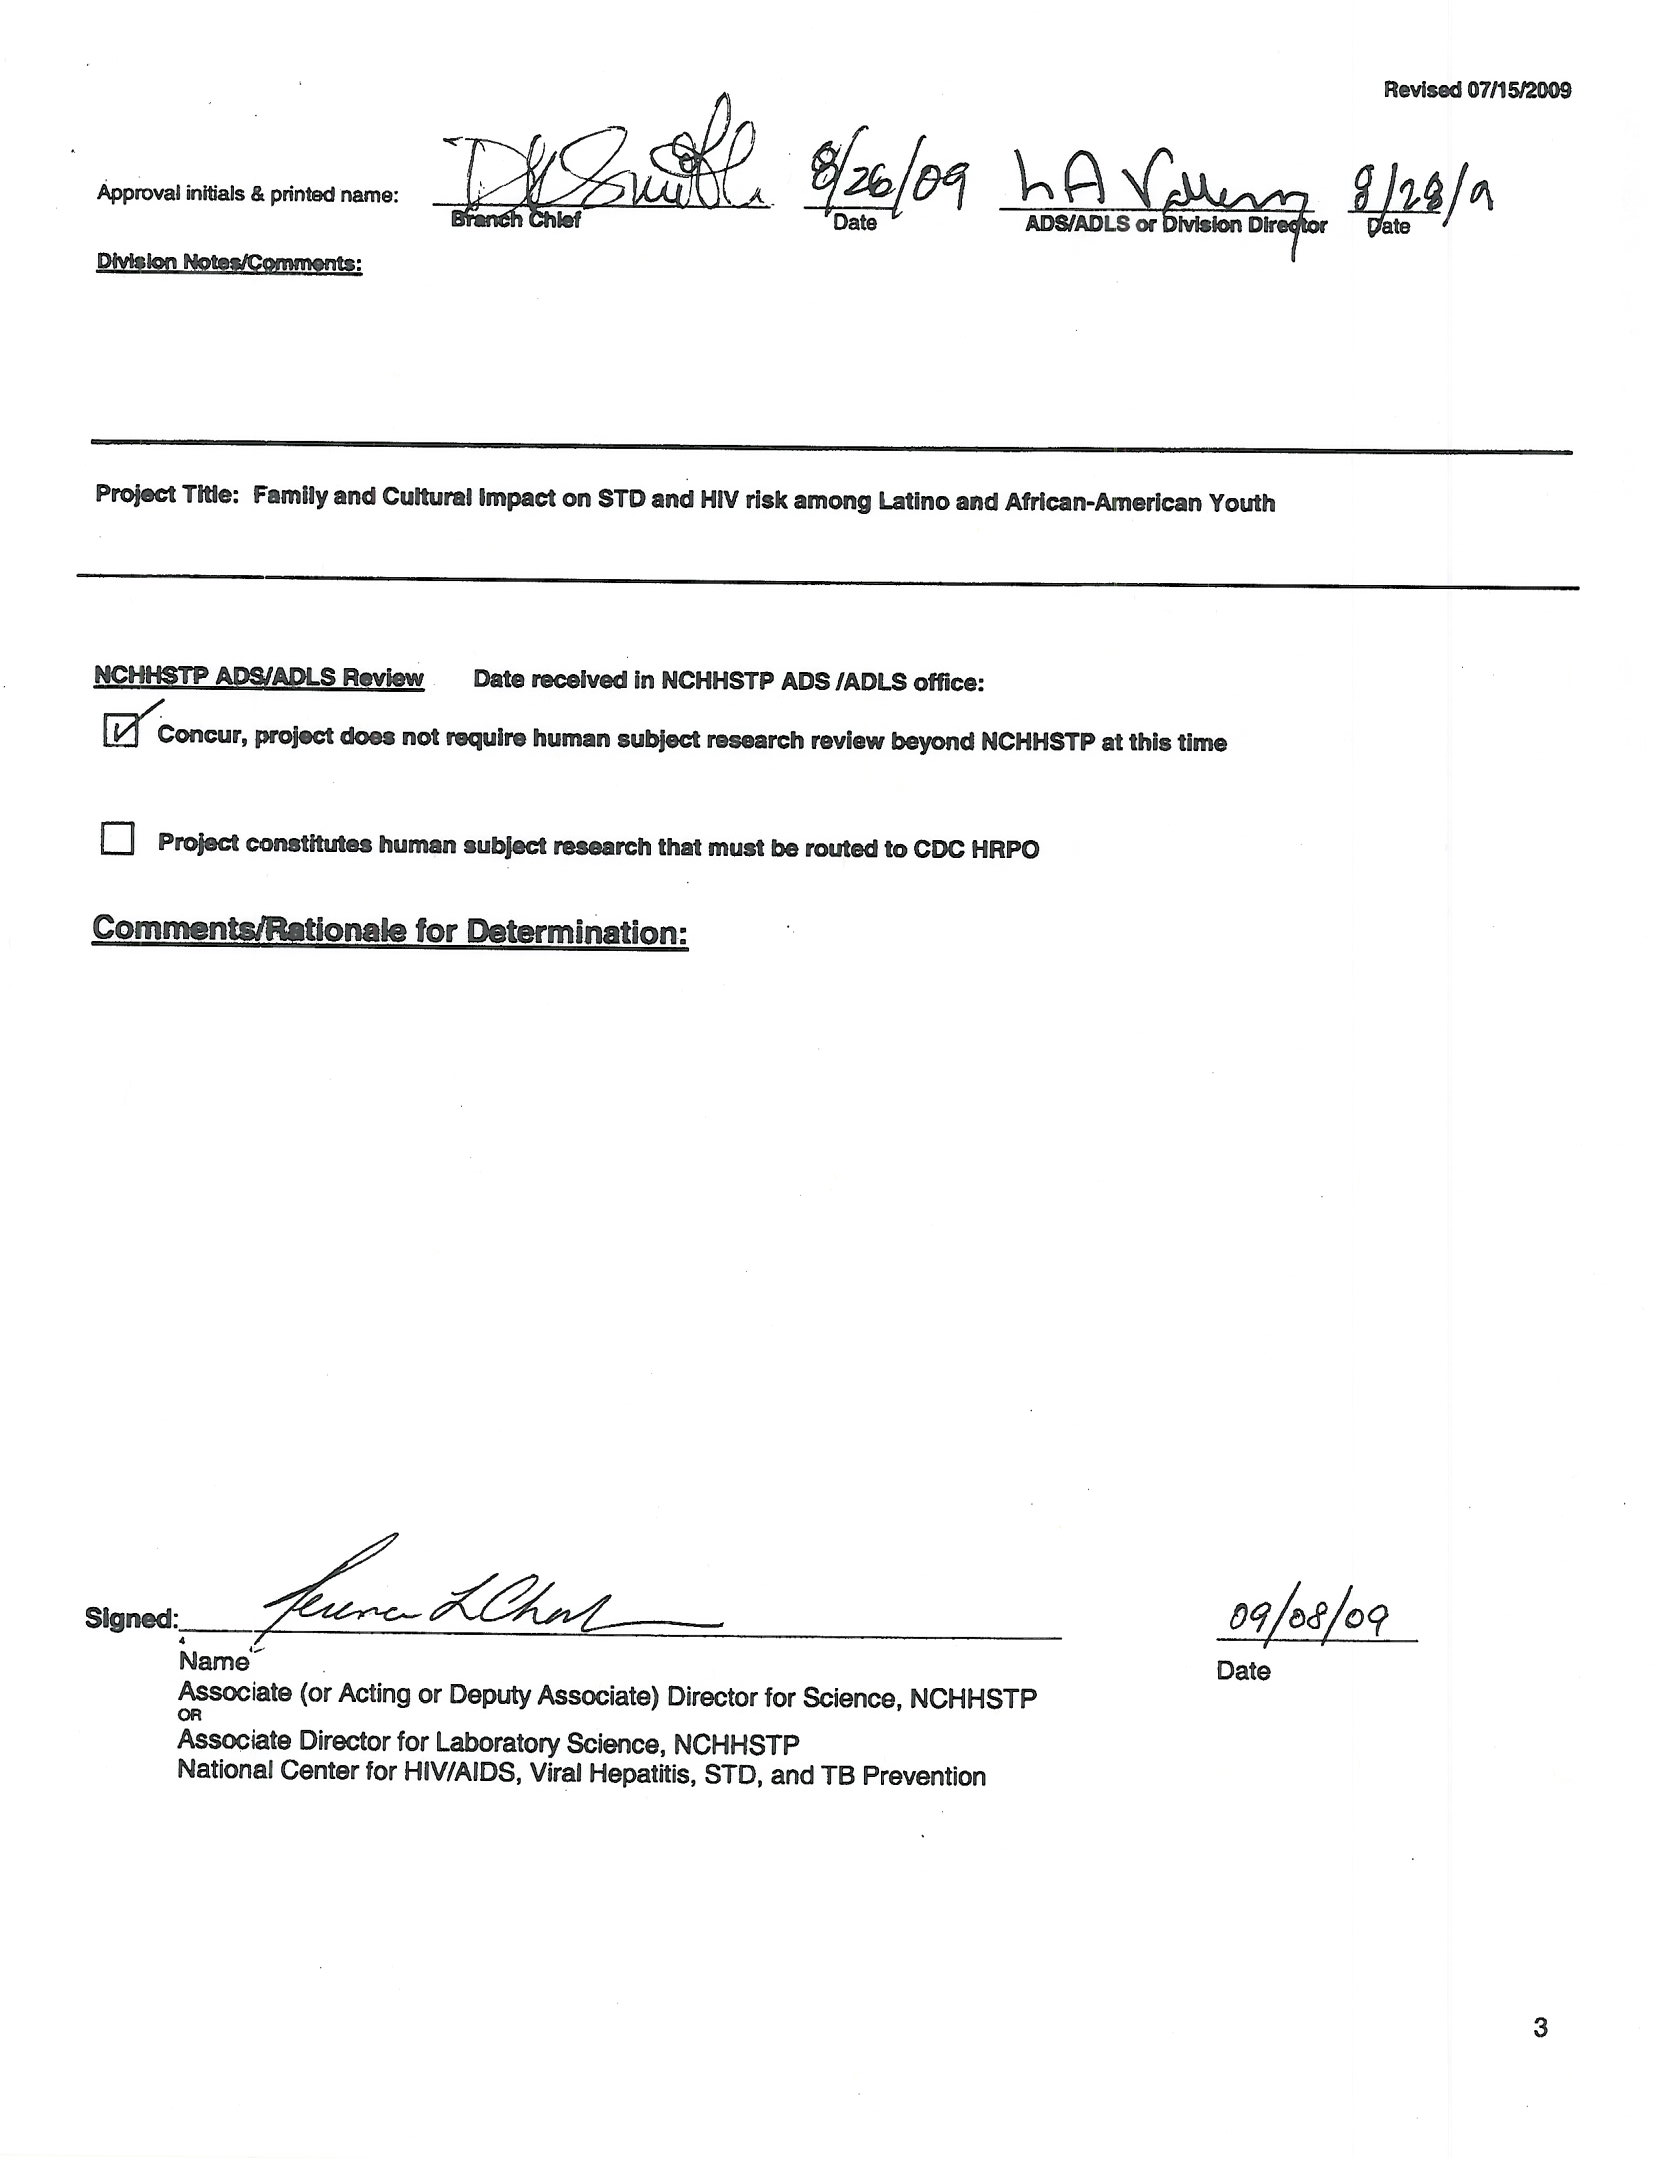 Revised 07/15/2009
Approval initials & printed name: DK Smith 8/26/09 LA Valleroy 8/28/9
Branch Chief Date ADS/ADLS or Division Director Date
Division Notes/Comments:
Project Title: Family and Cultural Impact on STD and HIV risk among Latino and African-American Youth
NCHHSTP ADS/ADLS Review Date received in NCHHSTP ADS /ADLS office:
Concur, project does not require human subject research review beyond NCHHSTP at this time
Project constitutes human subject research that must be routed to CDC HRPO
Comments/Rationale for Determination:
Signed: 09/08/09
Name
Date
Associate (or Acting or Deputy Associate) Director for Science, NCHHSTP
OR
Associate Director for Laboratory Science, NCHHSTP
National Center for HIV/AIDS, Viral Hepatitis, STD, and TB Prevention
3